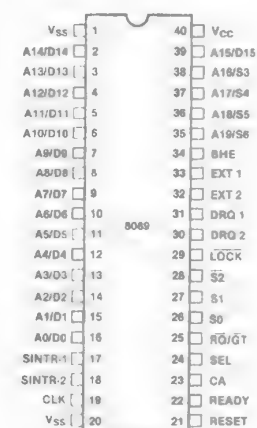 Vss 1 40 Vcc
A14/D14 2 39 A15/D15
A13/D13 3 38 A16/S3
A12/D12 4 37 A17/S4
A11/D11 5 36 A18/S5
A10/D10 6 35 A19/S6
A9/D9 7 34 BHE
A8/D8 8 33 EXT 1
A7/D7 9 32 EXT 2
A6/D6 10 31 DRQ 1
8089
A5/D5 11 30 DRQ 2
A4/D4 12 29 LOCK
A3/D3 13 28 S2
A2/D2 14 27 S1
A1/D1 15 26 S0
A0/D0 16 25 RQ/GT
SINTR-1 17 24 SEL
SINTR-2 18 23 CA
CLK 19 22 READY
Vss 20 21 RESET